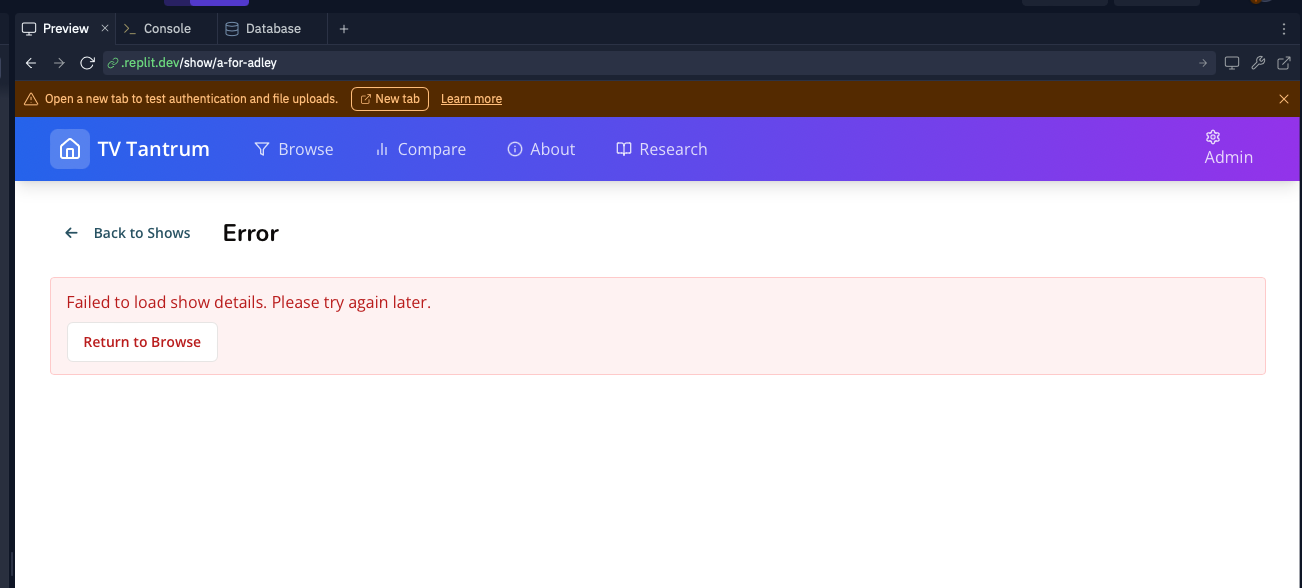 Preview
Console
Database
.replit.dev/show/a-for-adley
Open a new tab to test authentication and file uploads. New tab Learn more
TV Tantrum Browse Compare About Research Admin
Back to Shows Error
Failed to load show details. Please try again later.
Return to Browse